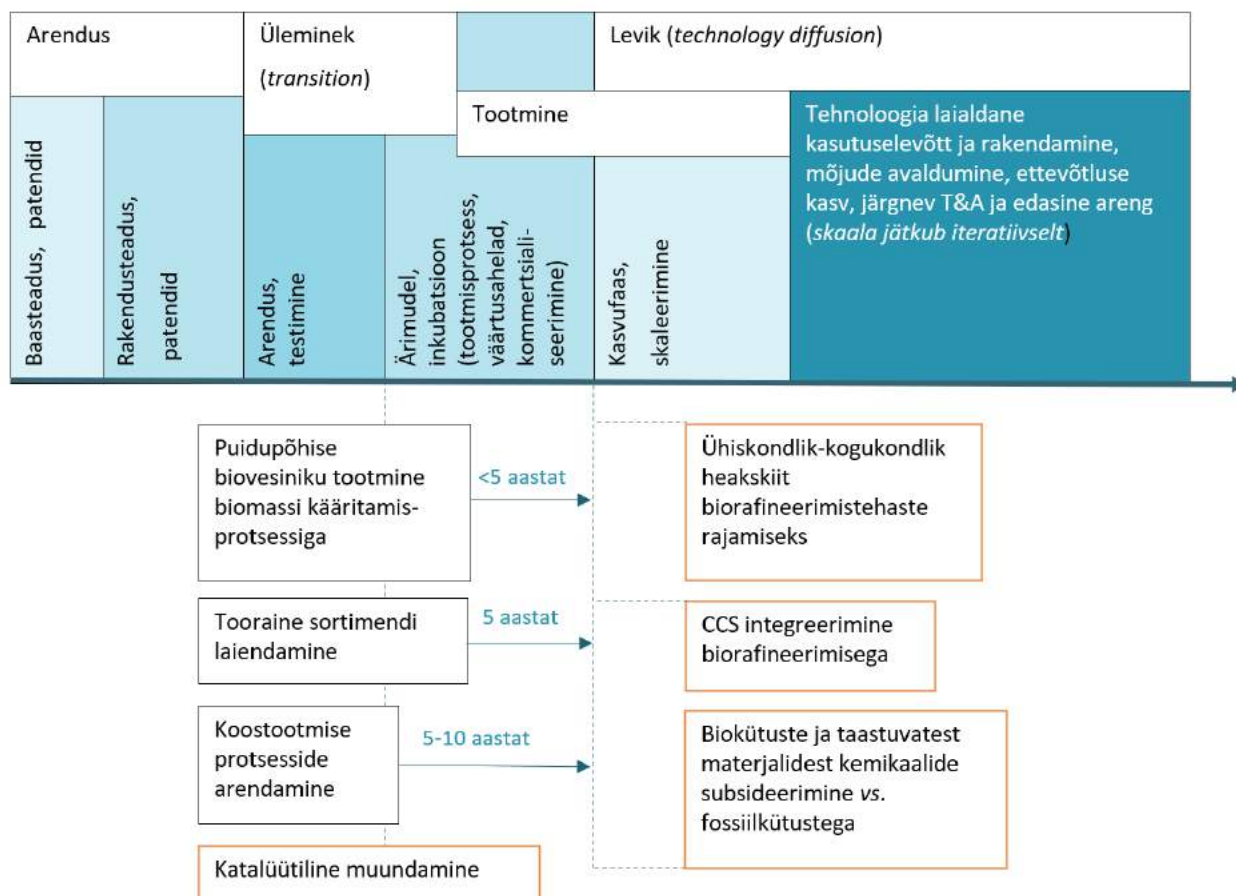 Arendus
Üleminek
(transition)
Levik (technology diffusion)
Tootmine
Tehnoloogia laialdane
kasutuselevõtt ja rakendamine,
mõjude avaldumine, ettevõtluse
kasv, järgnev T&A ja edasine areng
(skaala jätkub iteratiivselt)
Baasteadus, patendid
Rakendusteadus,
patendid
Arendus,
testimine
Ärimudel,
inkubatsioon
(tootmisprotsess,
väärtusahelad,
kommertsiali-
seerimine)
Kasvufaas,
skaleerimine
Puidupõhise
biovesiniku tootmine
biomassi kääritamis-
protsessiga
<5 aastat
Ühiskondlik-kogukondlik
heakskiit
biorafineerimistehaste
rajamiseks
Tooraine sortimendi
laiendamine
5 aastat
CCS integreerimine
biorafineerimisega
Koostootmise
protsesside
arendamine
5-10 aastat
Biokütuste ja taastuvatest
materjalidest kemikaalide
subsideerimine vs.
fossiilkütustega
Katalüütiline muundamine